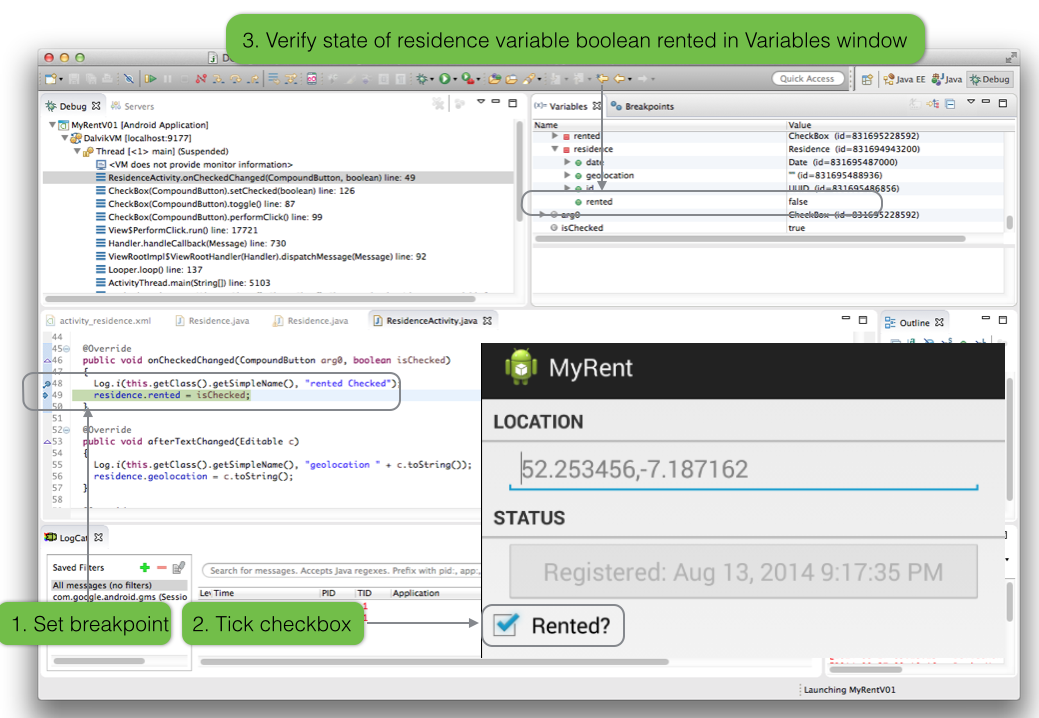 3. Verify state of residence variable boolean rented in Variables window
D
Quick Access
Java EE
Java
Debug
Debug
Servers
MyRentV01 [Android Application]
DalvikVM [localhost:9177]
Thread [<1> main] (Suspended)
<VM does not provide monitor information>
ResidenceActivity.onCheckedChanged(CompoundButton, boolean) line: 49
CheckBox(CompoundButton).setChecked(boolean) line: 126
CheckBox(CompoundButton).toggle() line: 87
CheckBox(CompoundButton).performClick() line: 99
View$PerformClick.run() line: 17721
Handler.handleCallback(Message) line: 730
ViewRootImpl$ViewRootHandler(Handler).dispatchMessage(Message) line: 92
Looper.loop() line: 137
ActivityThread.main(String[]) line: 5103
(x)= Variables
Breakpoints
Name Value
rented CheckBox (id=831695228592)
residence Residence (id=831694943200)
date Date (id=831695487000)
geolocation "" (id=831695488936)
id UUID (id=831695486856)
rented false
arg0 CheckBox (id=831695228592)
isChecked true
activity_residence.xml
Residence.java
Residence.java
ResidenceActivity.java
Outline
44
45 @Override
46 public void onCheckedChanged(CompoundButton arg0, boolean isChecked)
47 {
48 Log.i(this.getClass().getSimpleName(), "rented Checked");
49 residence.rented = isChecked;
50 }
51
52 @Override
53 public void afterTextChanged(Editable c)
54 {
55 Log.i(this.getClass().getSimpleName(), "geolocation " + c.toString());
56 residence.geolocation = c.toString();
57 }
58
MyRent
LOCATION
52.253456,-7.187162
STATUS
Registered: Aug 13, 2014 9:17:35 PM
Rented?
LogCat
Saved Filters
All messages (no filters)
com.google.android.gms (Sessio
Search for messages. Accepts Java regexes. Prefix with pid:, app:,
Lev Time PID TID Application
1. Set breakpoint
2. Tick checkbox
Launching MyRentV01